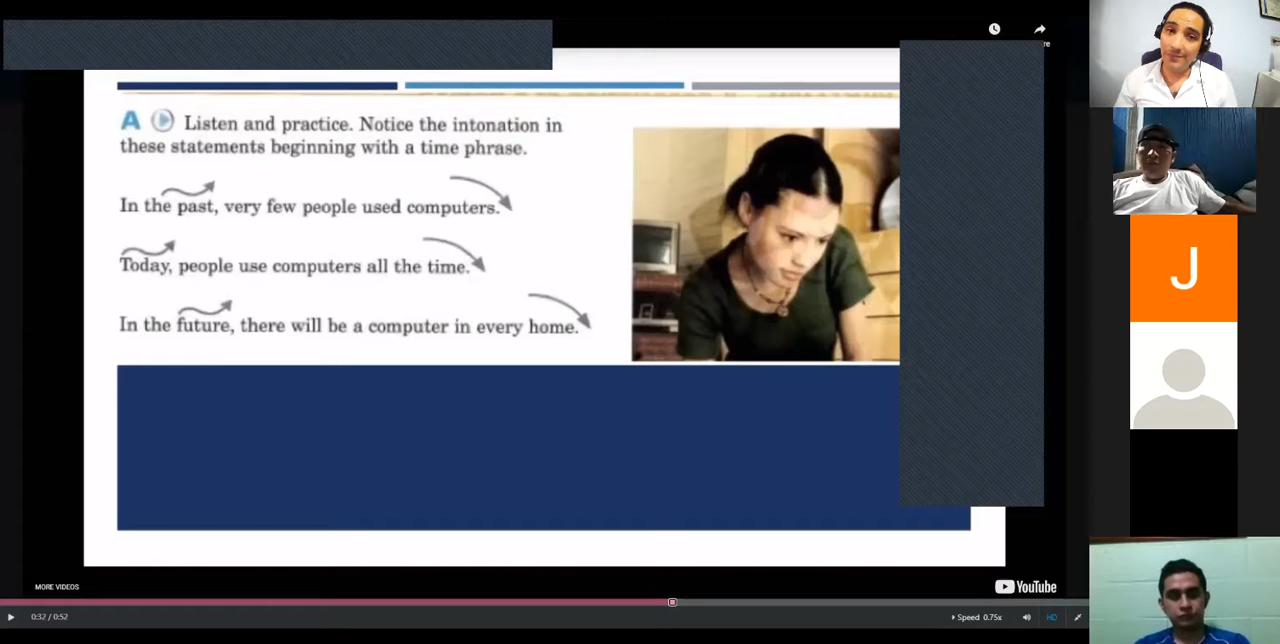 re
A Listen and practice. Notice the intonation in
these statements beginning with a time phrase.
In the past, very few people used computers.
Today, people use computers all the time.
In the future, there will be a computer in every home.
J
MORE VIDEOS
YouTube
0:32 / 0:52
Speed 0.75x
HD